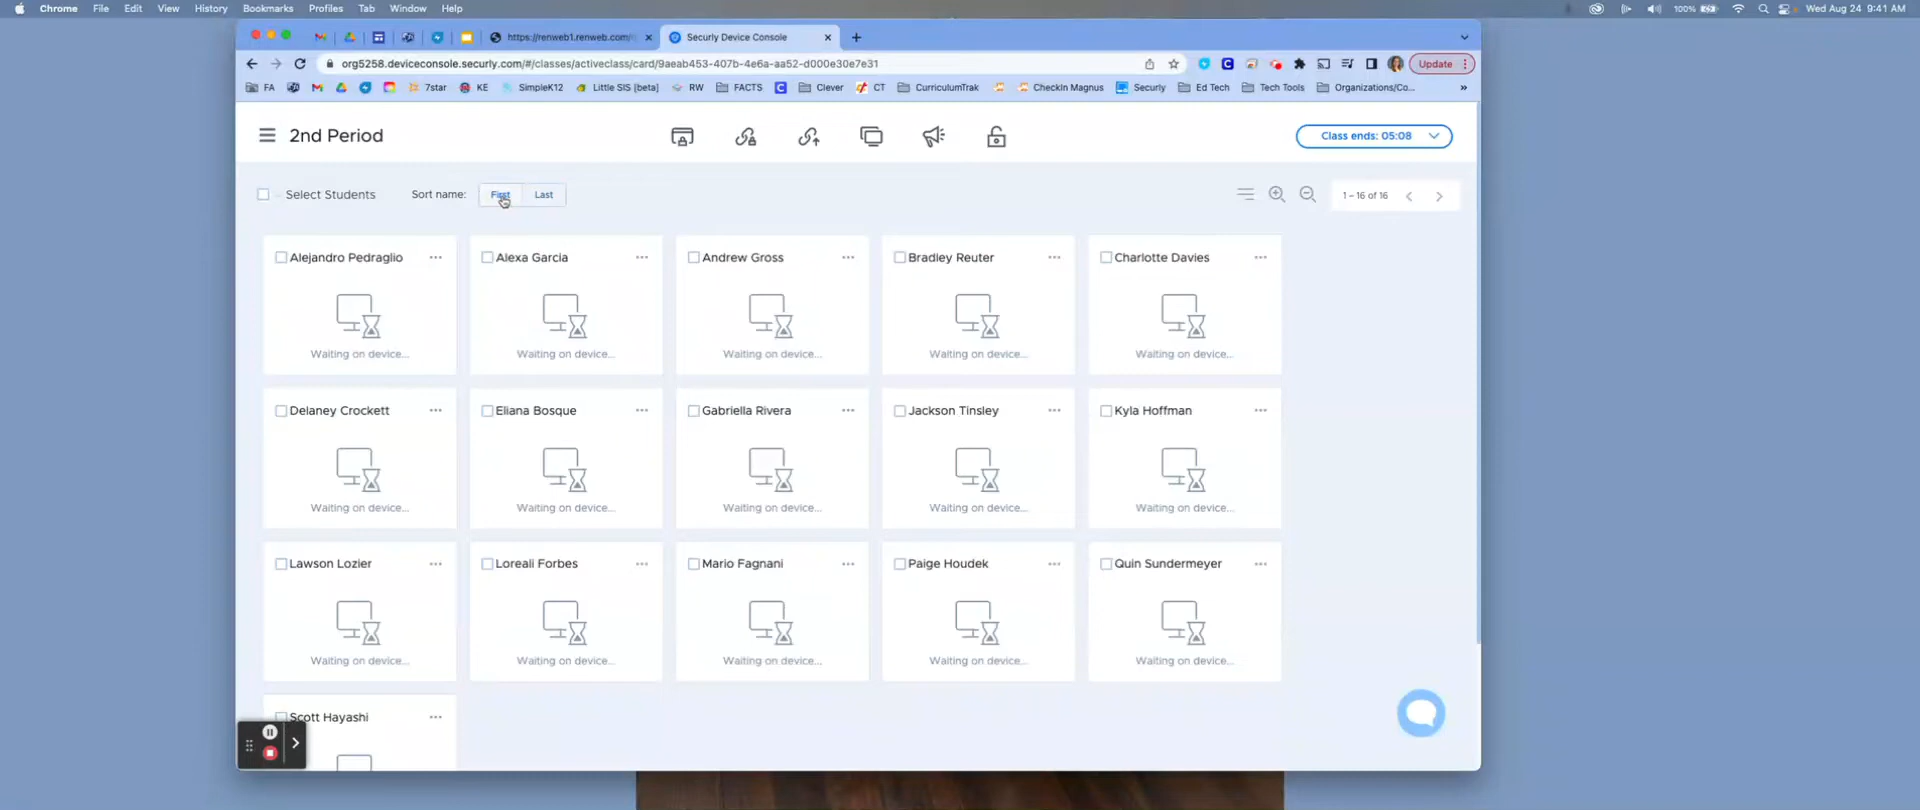 Chrome File Edit View History Bookmarks Profiles Tab Window Help 100% Wed Aug 24 9:41 AM
https://renweb1.renweb.com/ Securly Device Console
org5258.deviceconsole.securly.com/#/classes/activeclass/card/9aeab453-407b-4e6a-aa52-d000e30e7e31 Update
FA 7star KE SimpleK12 Little SIS [beta] RW FACTS Clever CT CurriculumTrak CheckIn Magnus Securly Ed Tech Tech Tools Organizations/Co... »
2nd Period Class ends: 05:08
Select Students Sort name: First Last 1 – 16 of 16
Alejandro Pedraglio Alexa Garcia Andrew Gross Bradley Reuter Charlotte Davies
Waiting on device... Waiting on device... Waiting on device... Waiting on device... Waiting on device...
Delaney Crockett Eliana Bosque Gabriella Rivera Jackson Tinsley Kyla Hoffman
Waiting on device... Waiting on device... Waiting on device... Waiting on device... Waiting on device...
Lawson Lozier Loreali Forbes Mario Fagnani Paige Houdek Quin Sundermeyer
Waiting on device... Waiting on device... Waiting on device... Waiting on device... Waiting on device...
Scott Hayashi